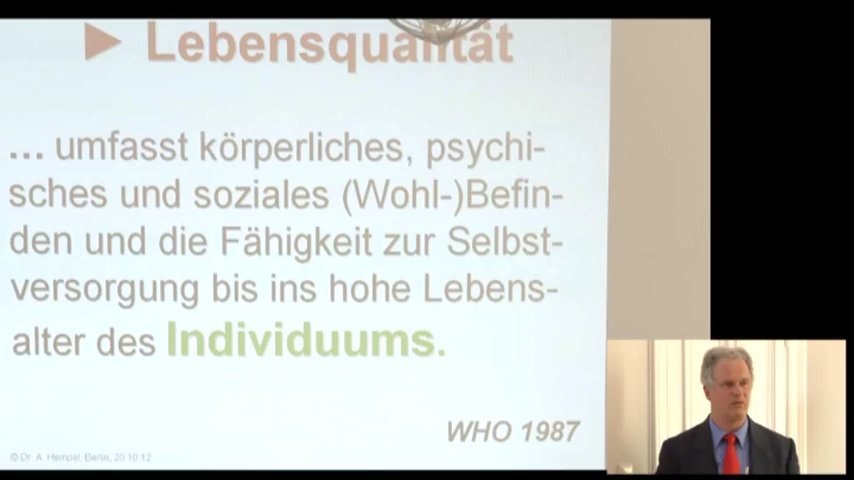 ► Lebensqualität
... umfasst körperliches, psychi-
sches und soziales (Wohl-)Befin-
den und die Fähigkeit zur Selbst-
versorgung bis ins hohe Lebens-
alter des Individuums.
WHO 1987
© Dr. A. Hempel, Berlin, 20.10.12